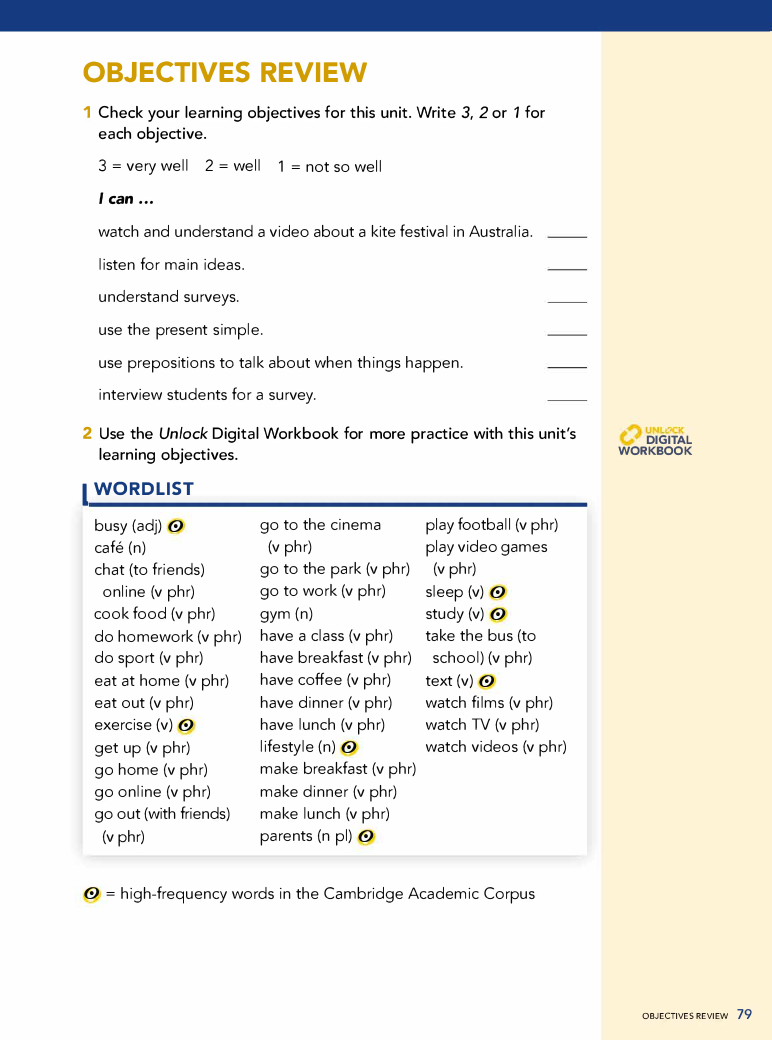 OBJECTIVES REVIEW
1 Check your learning objectives for this unit. Write 3, 2 or 1 for
each objective.
3 = very well 2 = well 1 = not so well
I can ...
watch and understand a video about a kite festival in Australia.
listen for main ideas.
understand surveys.
use the present simple.
use prepositions to talk about when things happen.
interview students for a survey.
2 Use the Unlock Digital Workbook for more practice with this unit's
learning objectives.
UNLOCK
DIGITAL
WORKBOOK
WORDLIST
busy (adj)
café (n)
chat (to friends)
online (v phr)
cook food (v phr)
do homework (v phr)
do sport (v phr)
eat at home (v phr)
eat out (v phr)
exercise (v)
get up (v phr)
go home (v phr)
go online (v phr)
go out (with friends)
(v phr)
go to the cinema
(v phr)
go to the park (v phr)
go to work (v phr)
gym (n)
have a class (v phr)
have breakfast (v phr)
have coffee (v phr)
have dinner (v phr)
have lunch (v phr)
lifestyle (n)
make breakfast (v phr)
make dinner (v phr)
make lunch (v phr)
parents (n pl)
play football (v phr)
play video games
(v phr)
sleep (v)
study (v)
take the bus (to
school) (v phr)
text (v)
watch films (v phr)
watch TV (v phr)
watch videos (v phr)
= high-frequency words in the Cambridge Academic Corpus
OBJECTIVES REVIEW 79